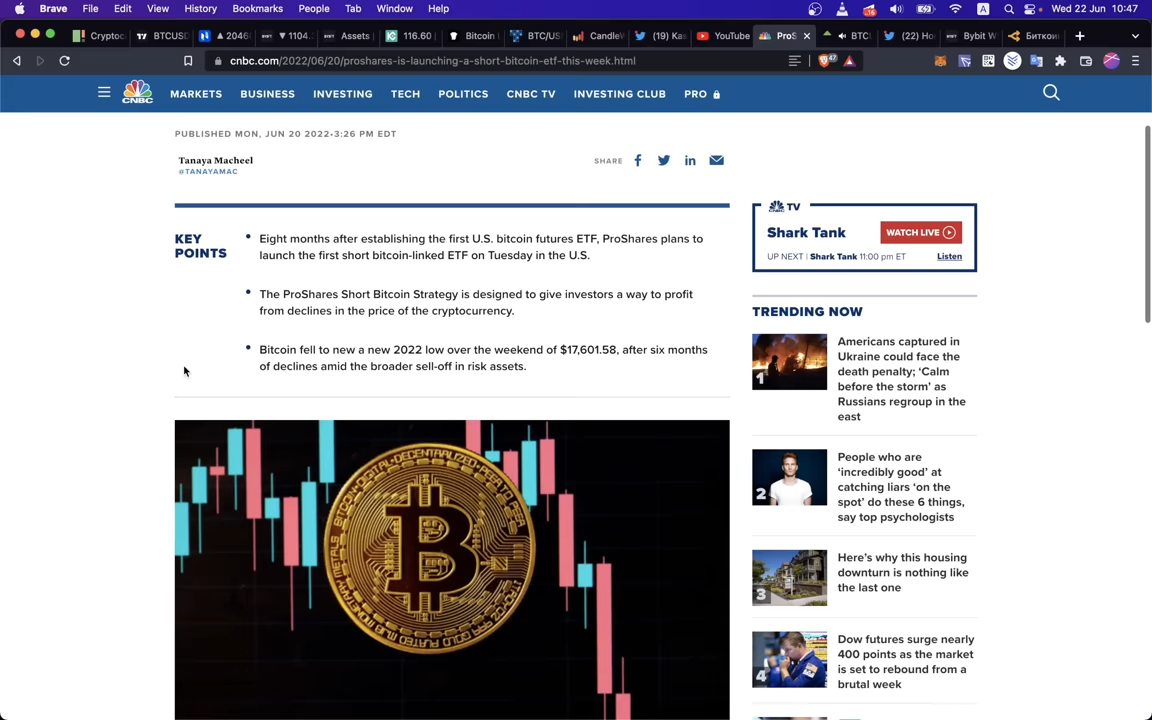 Brave File Edit View History Bookmarks People Tab Window Help
A Wed 22 Jun 10:47
Cryptoc
BTCUSD
2046
1104.
Assets
116.60
Bitcoin
BTC/US
CandleV
(19) Kas
YouTube
ProS
BTC
(22) Ho
Bybit W
Биткои
cnbc.com/2022/06/20/proshares-is-launching-a-short-bitcoin-etf-this-week.html
47
CNBC
MARKETS BUSINESS INVESTING TECH POLITICS CNBC TV INVESTING CLUB PRO
PUBLISHED MON, JUN 20 2022•3:26 PM EDT
Tanaya Macheel
@TANAYAMAC
SHARE
KEY
POINTS
• Eight months after establishing the first U.S. bitcoin futures ETF, ProShares plans to
launch the first short bitcoin-linked ETF on Tuesday in the U.S.
• The ProShares Short Bitcoin Strategy is designed to give investors a way to profit
from declines in the price of the cryptocurrency.
• Bitcoin fell to new a new 2022 low over the weekend of $17,601.58, after six months
of declines amid the broader sell-off in risk assets.
TV
Shark Tank
WATCH LIVE
UP NEXT | Shark Tank 11:00 pm ET Listen
TRENDING NOW
1
Americans captured in
Ukraine could face the
death penalty; ‘Calm
before the storm’ as
Russians regroup in the
east
2
People who are
‘incredibly good’ at
catching liars ‘on the
spot’ do these 6 things,
say top psychologists
3
Here’s why this housing
downturn is nothing like
the last one
4
Dow futures surge nearly
400 points as the market
is set to rebound from a
brutal week